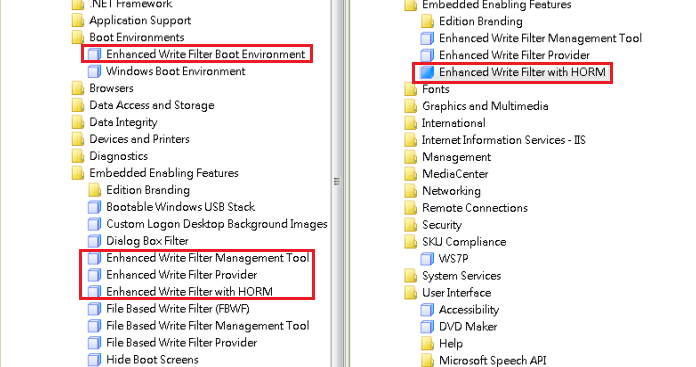 .NET Framework
Application Support
Boot Environments
Enhanced Write Filter Boot Environment
Windows Boot Environment
Browsers
Data Access and Storage
Data Integrity
Devices and Printers
Diagnostics
Embedded Enabling Features
Edition Branding
Bootable Windows USB Stack
Custom Logon Desktop Background Images
Dialog Box Filter
Enhanced Write Filter Management Tool
Enhanced Write Filter Provider
Enhanced Write Filter with HORM
File Based Write Filter (FBWF)
File Based Write Filter Management Tool
File Based Write Filter Provider
Hide Boot Screens
Embedded Enabling Features
Edition Branding
Enhanced Write Filter Management Tool
Enhanced Write Filter Provider
Enhanced Write Filter with HORM
Fonts
Graphics and Multimedia
International
Internet Information Services - IIS
Management
MediaCenter
Networking
Remote Connections
Security
SKU Compliance
WS7P
System Services
User Interface
Accessibility
DVD Maker
Help
Microsoft Speech API